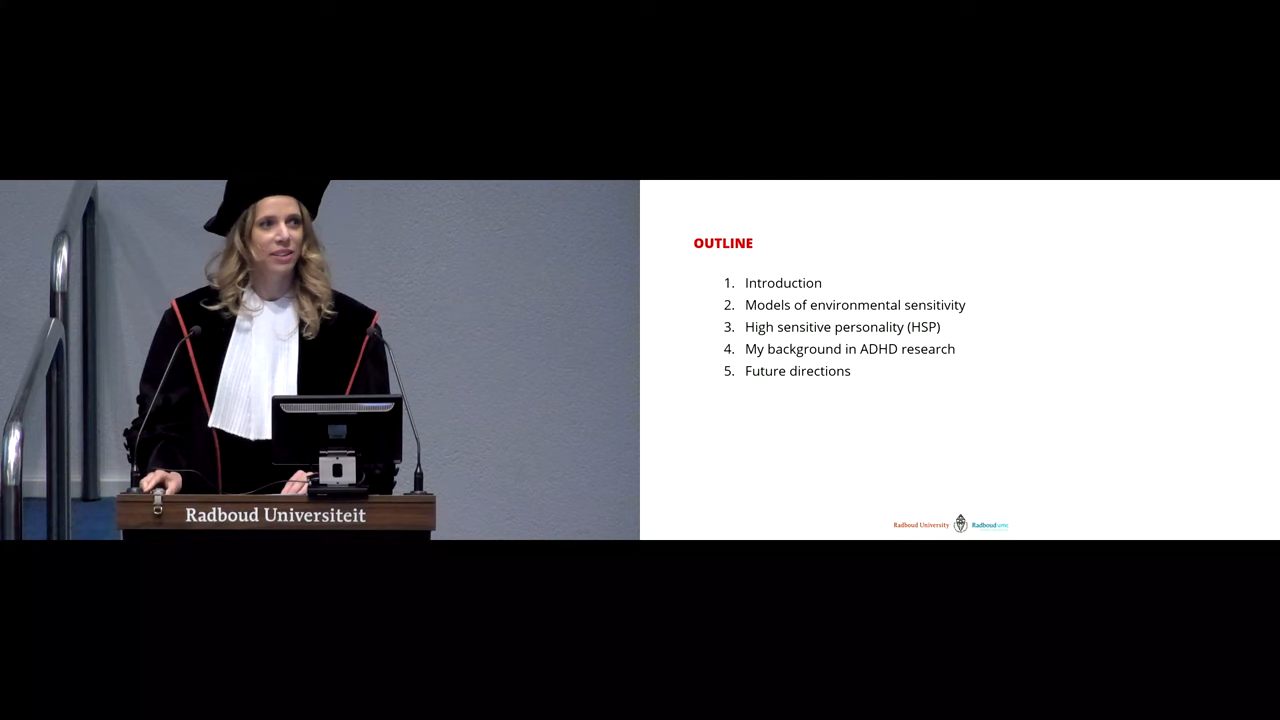 Radboud Universiteit
OUTLINE
1. Introduction
2. Models of environmental sensitivity
3. High sensitive personality (HSP)
4. My background in ADHD research
5. Future directions
Radboud University Radboudumc